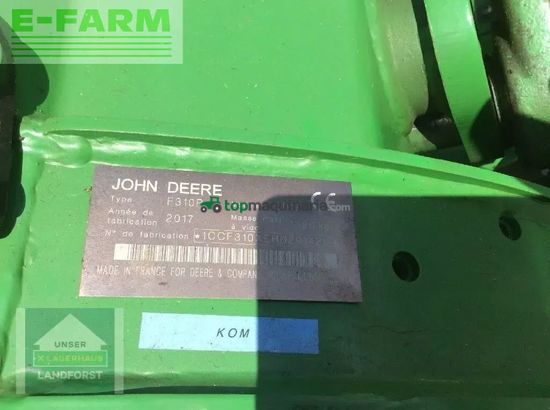 E-FARM
JOHN DEERE
Type
Année de
fabrication 2017
N° de fabrication
MADE IN FRANCE FOR DEERE & COMPANY
topmaquinaria.com
CE
KOM
UNSER
X LAGERHAUS
LANDFORST